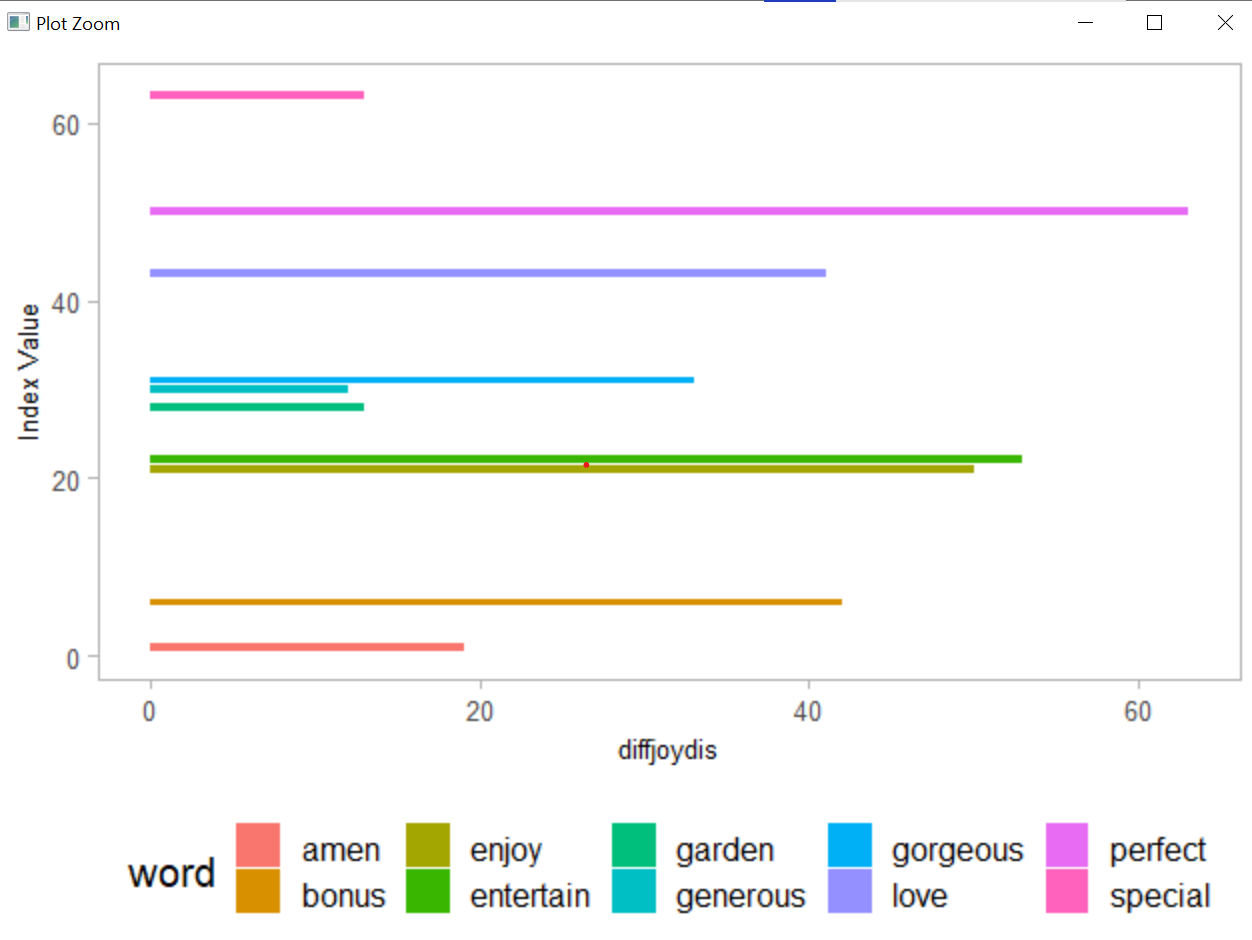 Plot Zoom
60
40
20
0
Index Value
0 20 40 60
diffjoydis
word
amen enjoy garden gorgeous perfect
bonus entertain generous love special